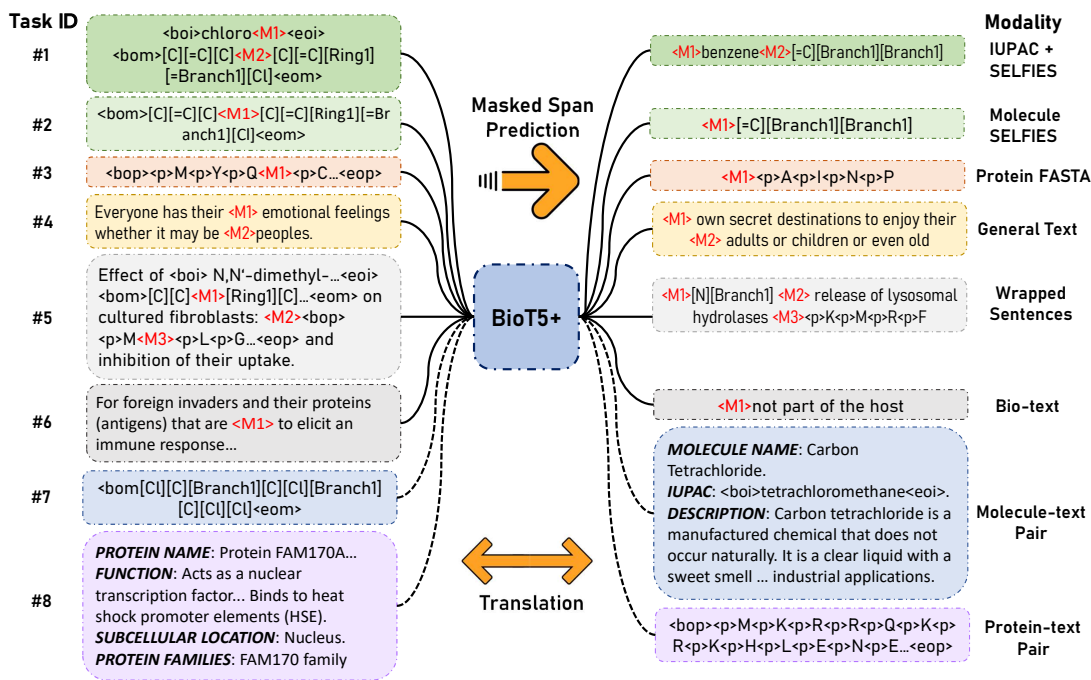 Task ID
Modality
#1
<boi>chloro<M1><eoi>
<bom>[C][=C][C]<M2>[C][=C][Ring1]
[=Branch1][Cl]<eom>
<M1>benzene<M2>[=C][Branch1][Branch1]
IUPAC +
SELFIES
#2
<bom>[C][=C][C]<M1>[C][=C][Ring1][=Br
anch1][Cl]<eom>
<M1>[=C][Branch1][Branch1]
Molecule
SELFIES
Masked Span
Prediction
#3
<bop><p>M<p>Y<p>Q<M1><p>C...<eop>
<M1><p>A<p>I<p>N<p>P
Protein FASTA
#4
Everyone has their <M1> emotional feelings
whether it may be <M2>peoples.
<M1> own secret destinations to enjoy their
<M2> adults or children or even old
General Text
#5
Effect of <boi> N,N'-dimethyl-...<eoi>
<bom>[C][C]<M1>[Ring1][C]...<eom> on
cultured fibroblasts: <M2><bop>
<p>M<M3><p>L<p>G...<eop> and
inhibition of their uptake.
BioT5+
<M1>[N][Branch1] <M2> release of lysosomal
hydrolases <M3><p>K<p>M<p>R<p>F
Wrapped
Sentences
#6
For foreign invaders and their proteins
(antigens) that are <M1> to elicit an
immune response...
<M1>not part of the host
Bio-text
#7
<bom[Cl][C][Branch1][C][Cl][Branch1]
[C][Cl][Cl]<eom>
MOLECULE NAME: Carbon
Tetrachloride.
IUPAC: <boi>tetrachloromethane<eoi>.
DESCRIPTION: Carbon tetrachloride is a
manufactured chemical that does not
occur naturally. It is a clear liquid with a
sweet smell ... industrial applications.
Molecule-text
Pair
#8
PROTEIN NAME: Protein FAM170A...
FUNCTION: Acts as a nuclear
transcription factor... Binds to heat
shock promoter elements (HSE).
SUBCELLULAR LOCATION: Nucleus.
PROTEIN FAMILIES: FAM170 family
Translation
<bop><p>M<p>K<p>R<p>R<p>Q<p>K<p>
R<p>K<p>H<p>L<p>E<p>N<p>E...<eop>
Protein-text
Pair